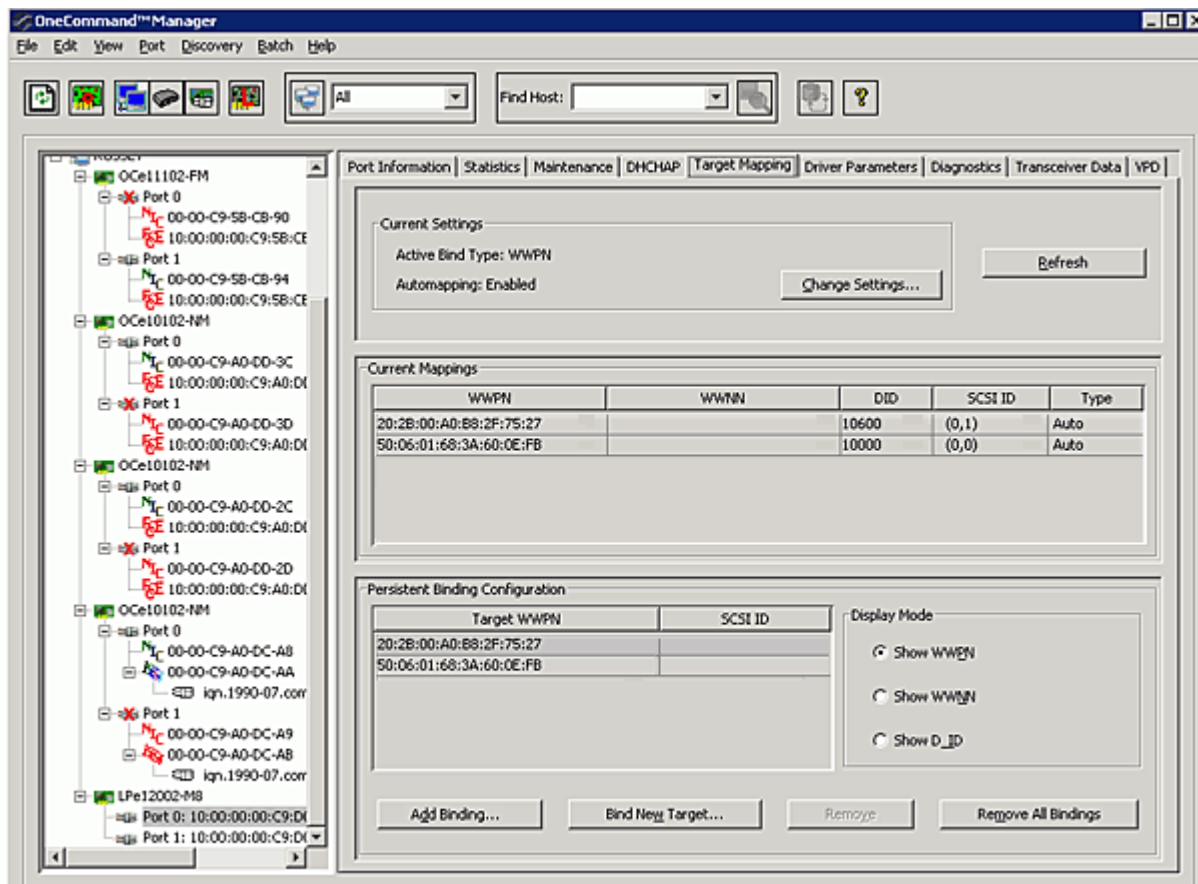 OneCommand™Manager
File Edit View Port Discovery Batch Help
All
Find Host:
OCe11102-FM
Port 0
00-00-C9-5B-CB-90
10:00:00:00:C9:5B:CB
Port 1
00-00-C9-5B-CB-94
10:00:00:00:C9:5B:CB
OCe10102-NM
Port 0
00-00-C9-A0-DD-3C
10:00:00:00:C9:A0:DD
Port 1
00-00-C9-A0-DD-3D
10:00:00:00:C9:A0:DD
OCe10102-NM
Port 0
00-00-C9-A0-DD-2C
10:00:00:00:C9:A0:DD
Port 1
00-00-C9-A0-DD-2D
10:00:00:00:C9:A0:DD
OCe10102-NM
Port 0
00-00-C9-A0-DC-A8
00-00-C9-A0-DC-AA
iqn.1990-07.com
Port 1
00-00-C9-A0-DC-A9
00-00-C9-A0-DC-AB
iqn.1990-07.com
LPe12002-M8
Port 0: 10:00:00:00:C9:D(
Port 1: 10:00:00:00:C9:D(
Port Information Statistics Maintenance DHCHAP Target Mapping Driver Parameters Diagnostics Transceiver Data VPD
Current Settings
Active Bind Type: WWPN
Automapping: Enabled
Change Settings...
Refresh
Current Mappings
WWPN WWNN DID SCSI ID Type
20:2B:00:A0:B8:2F:75:27 10600 (0,1) Auto
50:06:01:68:3A:60:0E:FB 10000 (0,0) Auto
Persistent Binding Configuration
Target WWPN SCSI ID
20:2B:00:A0:B8:2F:75:27
50:06:01:68:3A:60:0E:FB
Display Mode
Show WWPN
Show WWNN
Show D_ID
Add Binding... Bind New Target... Remove Remove All Bindings